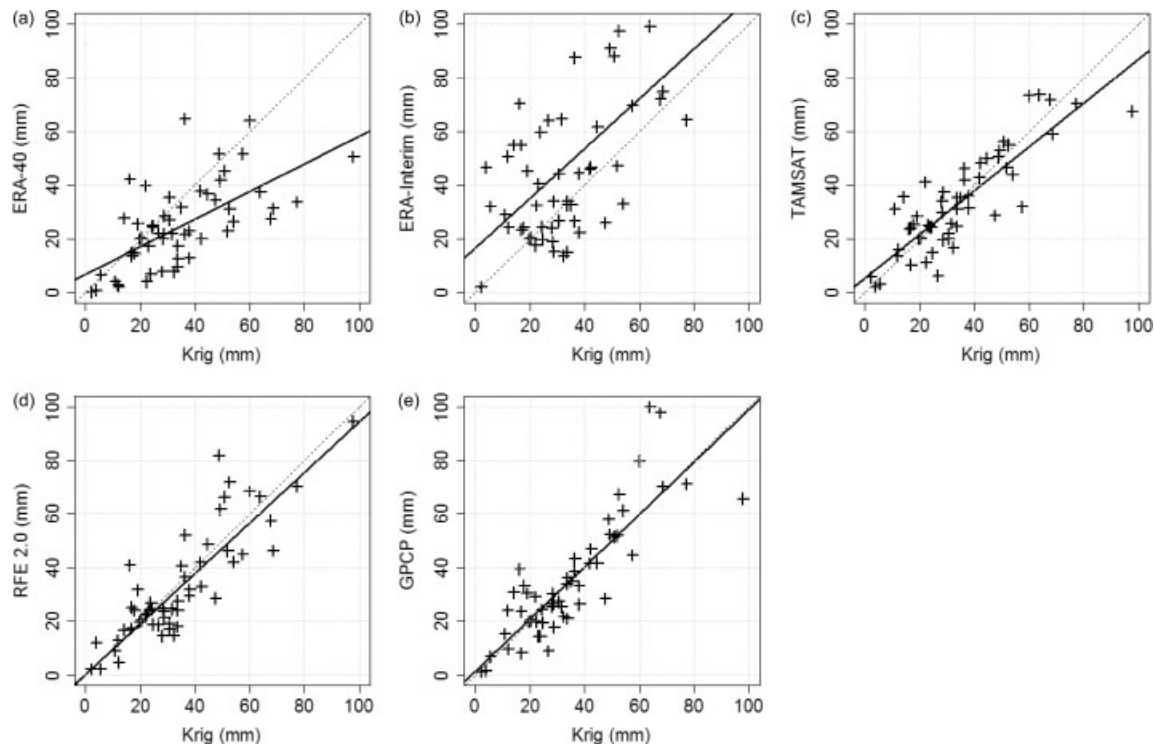 (a)
ERA-40 (mm)
0 20 40 60 80 100
0 20 40 60 80 100
Krig (mm)
(b)
ERA-Interim (mm)
0 20 40 60 80 100
0 20 40 60 80 100
Krig (mm)
(c)
TAMSAT (mm)
0 20 40 60 80 100
0 20 40 60 80 100
Krig (mm)
(d)
RFE 2.0 (mm)
0 20 40 60 80 100
0 20 40 60 80 100
Krig (mm)
(e)
GPCP (mm)
0 20 40 60 80 100
0 20 40 60 80 100
Krig (mm)